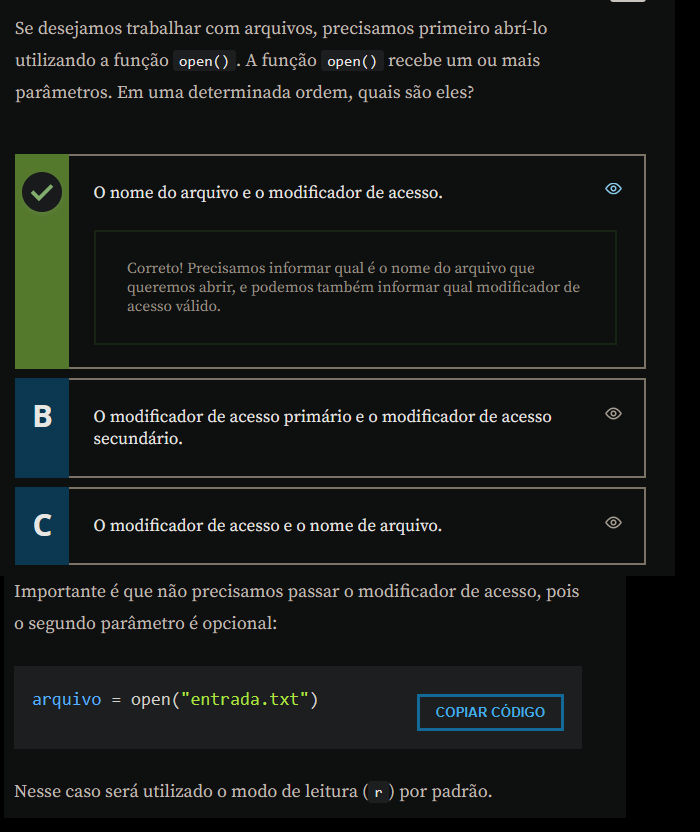 Se desejamos trabalhar com arquivos, precisamos primeiro abrí-lo
utilizando a função open(). A função open() recebe um ou mais
parâmetros. Em uma determinada ordem, quais são eles?
O nome do arquivo e o modificador de acesso.
Correto! Precisamos informar qual é o nome do arquivo que
queremos abrir, e podemos também informar qual modificador de
acesso válido.
B
O modificador de acesso primário e o modificador de acesso
secundário.
C
O modificador de acesso e o nome de arquivo.
Importante é que não precisamos passar o modificador de acesso, pois
o segundo parâmetro é opcional:
arquivo = open("entrada.txt")
COPIAR CÓDIGO
Nesse caso será utilizado o modo de leitura (r) por padrão.